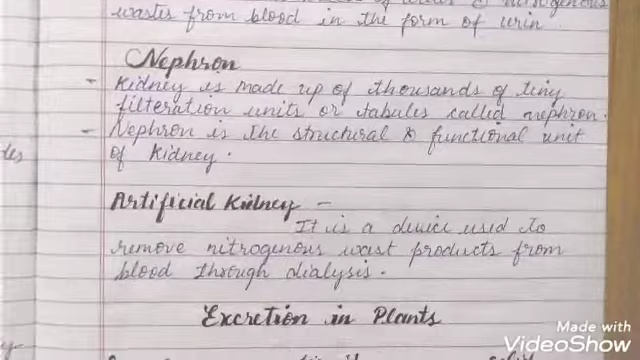 wastes from blood in the form of urin
Nephron
- Kidney is made up of thousands of tiny
filteration units or tabules called nephron.
- Nephron is the structural & functional unit
of Kidney.
Artificial Kidney -
It is a device used to
remove nitrogenous wast products from
blood through dialysis.
Excretion in Plants
Made with
VideoShow